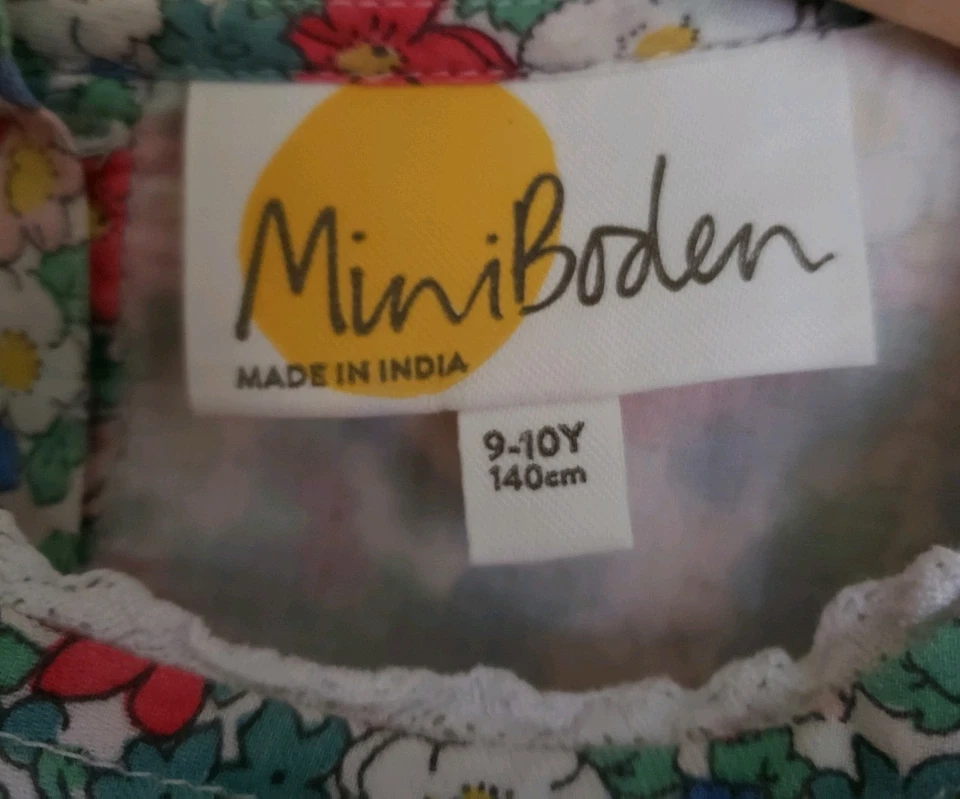 MiniBoden
MADE IN INDIA
9-10Y
140cm